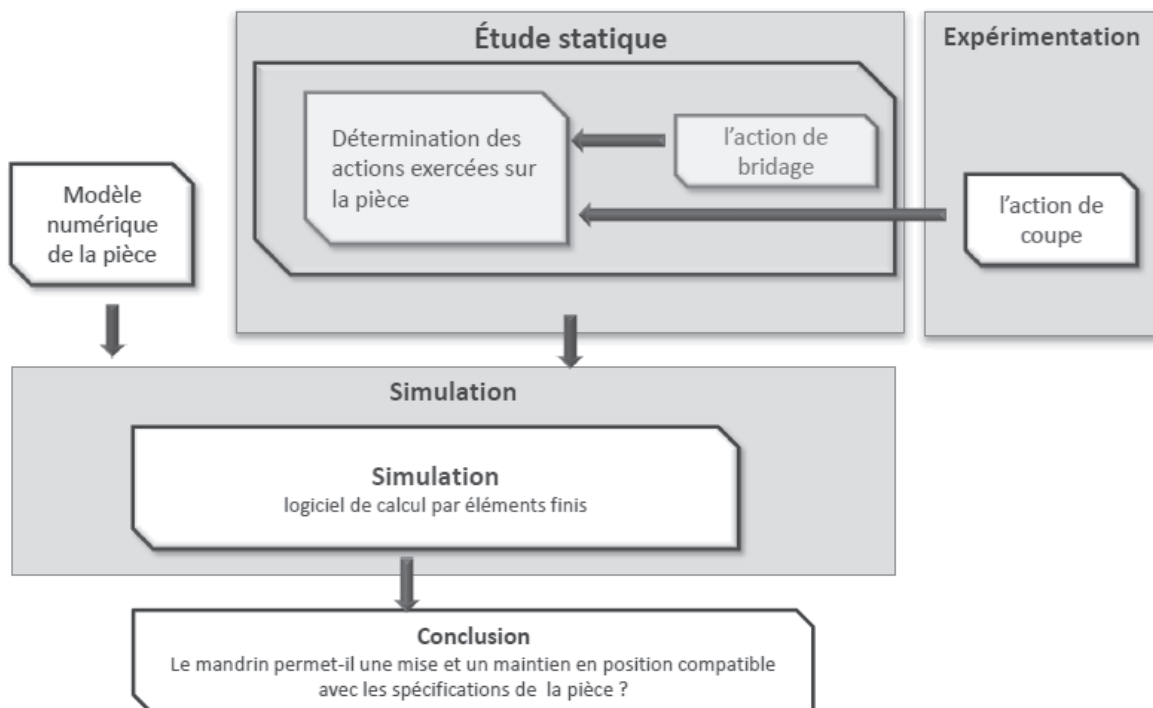 Étude statique
Expérimentation
Détermination des
actions exercées sur
la pièce
l’action de
bridage
Modèle
numérique
de la pièce
l’action de
coupe
Simulation
Simulation
logiciel de calcul par éléments finis
Conclusion
Le mandrin permet-il une mise et un maintien en position compatible
avec les spécifications de la pièce ?